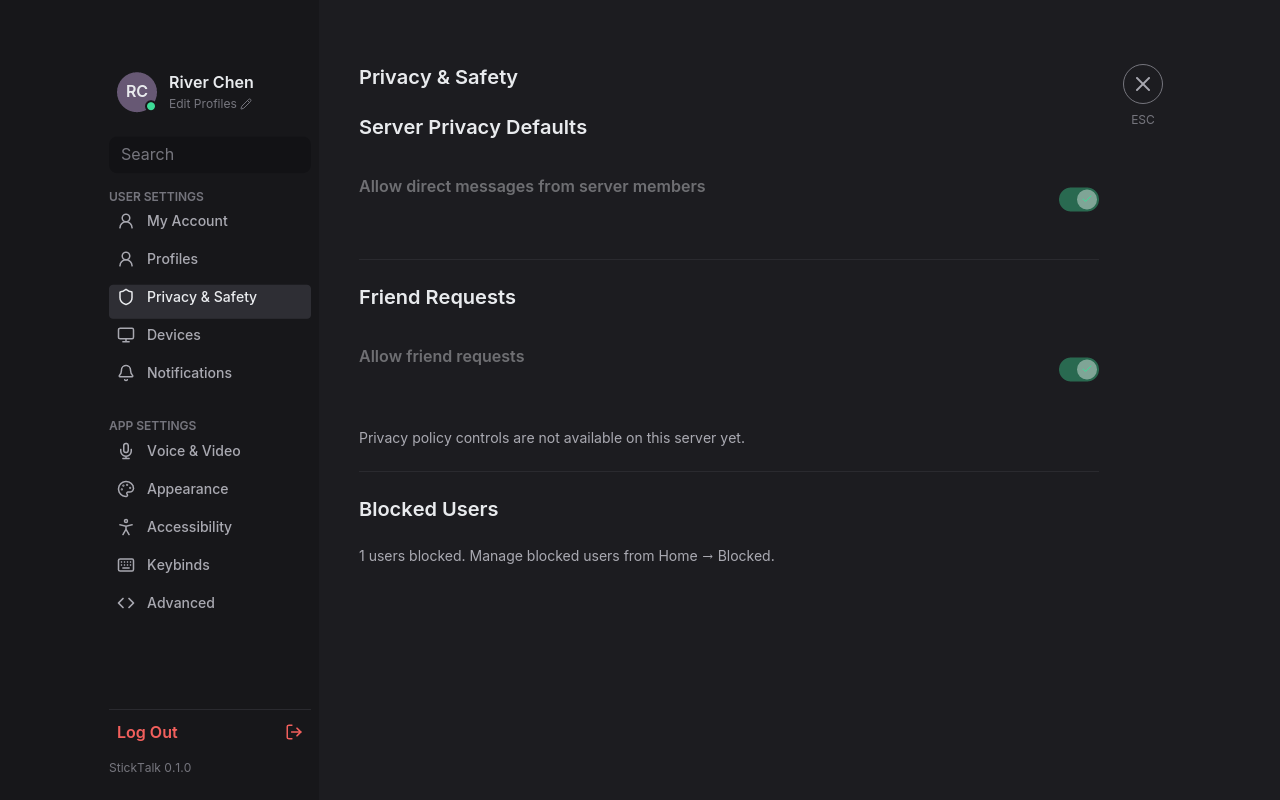 RC
River Chen
Edit Profiles
Search
USER SETTINGS
My Account
Profiles
Privacy & Safety
Devices
Notifications
APP SETTINGS
Voice & Video
Appearance
Accessibility
Keybinds
Advanced
Log Out
StickTalk 0.1.0
Privacy & Safety
ESC
Server Privacy Defaults
Allow direct messages from server members
Friend Requests
Allow friend requests
Privacy policy controls are not available on this server yet.
Blocked Users
1 users blocked. Manage blocked users from Home → Blocked.